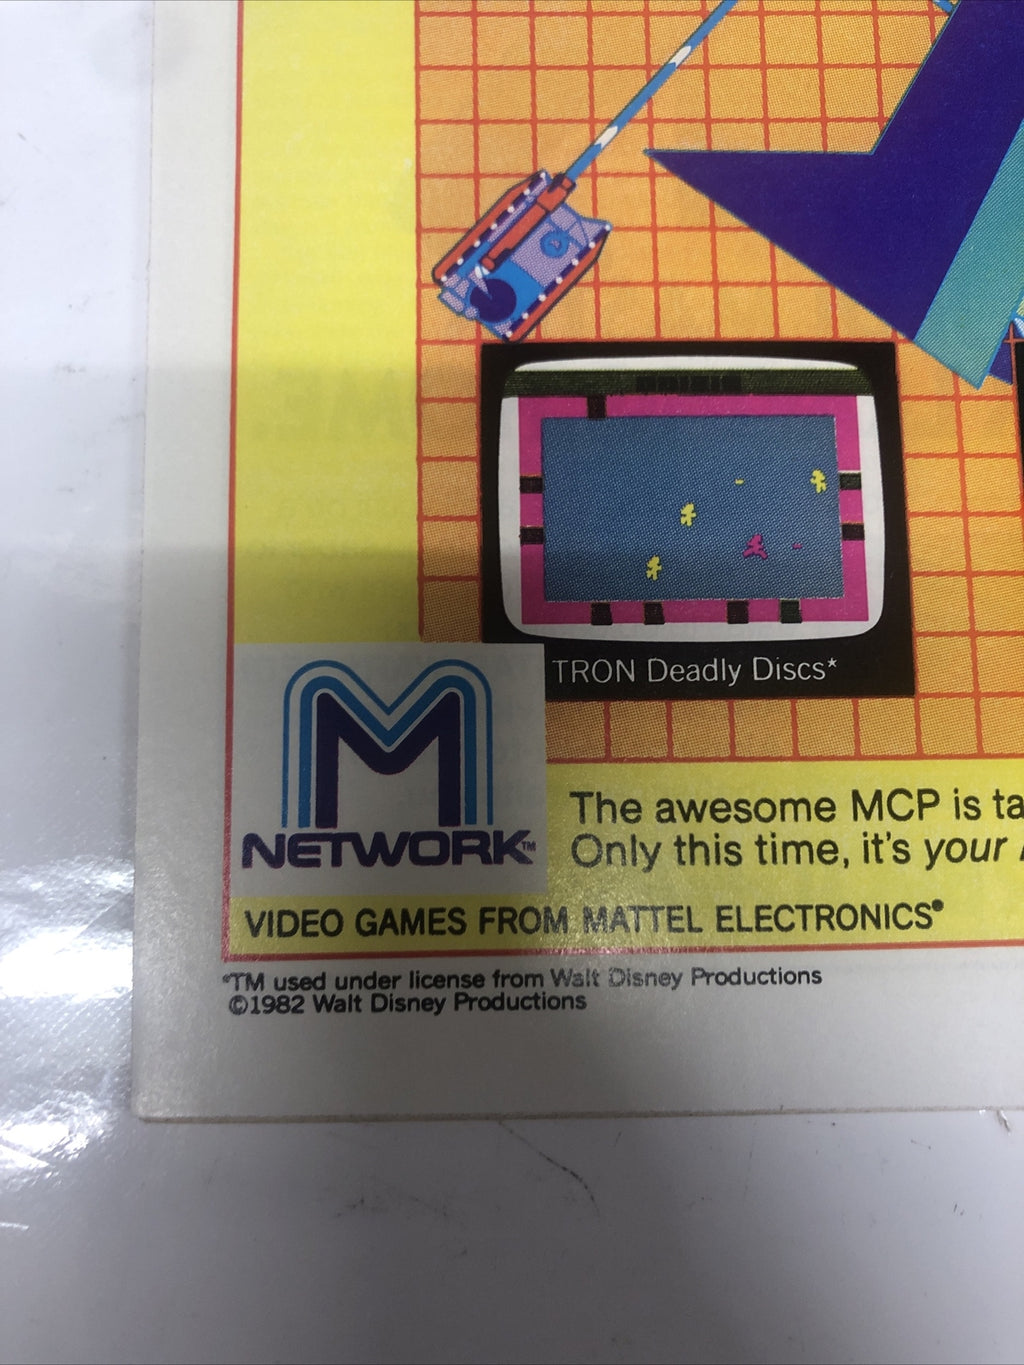 TRON Deadly Discs*
M
NETWORK™
The awesome MCP is ta
Only this time, it's your
VIDEO GAMES FROM MATTEL ELECTRONICS®
*TM used under license from Walt Disney Productions
©1982 Walt Disney Productions